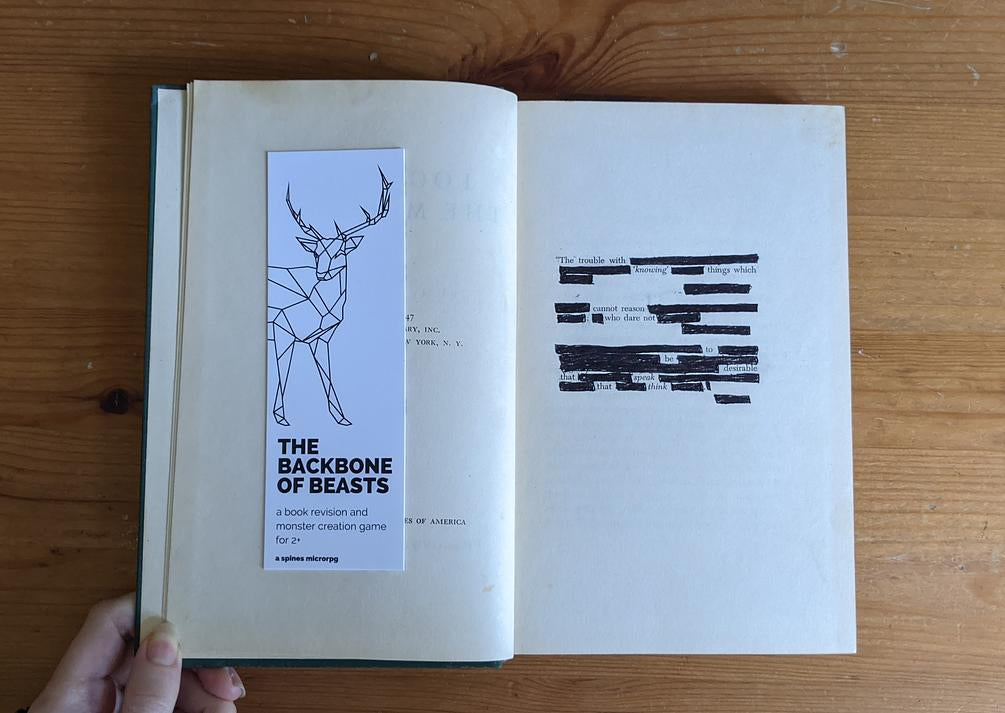 THE
BACKBONE
OF BEASTS
a book revision and
monster creation game
for 2+
a spines microrpg
47
ARY, INC.
W YORK, N. Y.
ES OF AMERICA
"The trouble with
'knowing' things which
cannot reason
; who dare not
to
be
desirable
that speak
that think